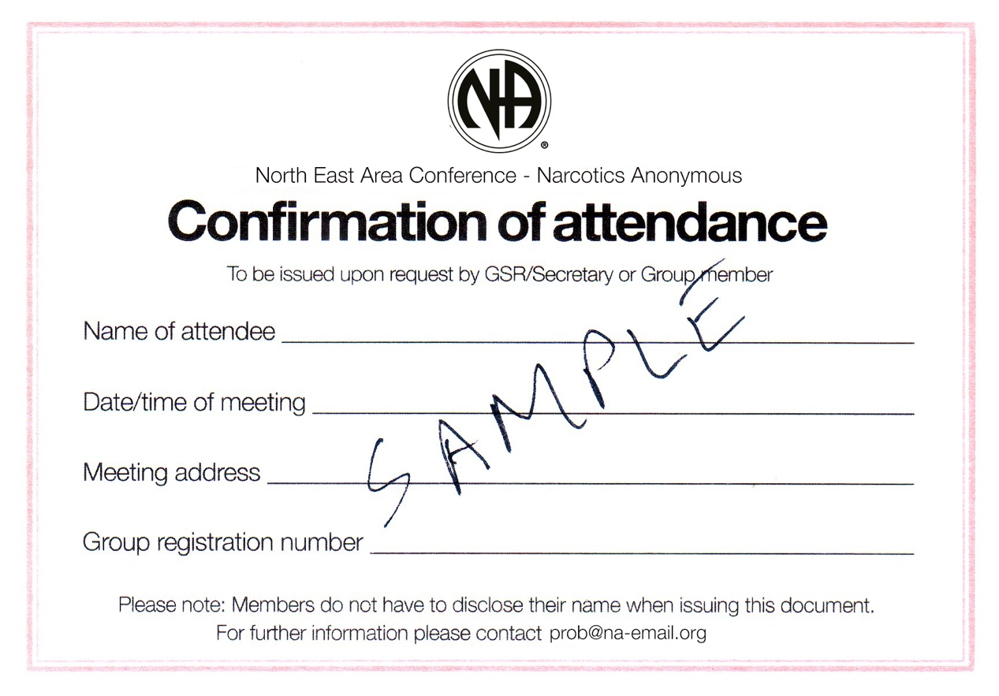 NA
®
North East Area Conference - Narcotics Anonymous
Confirmation of attendance
To be issued upon request by GSR/Secretary or Group member
Name of attendee
Date/time of meeting
Meeting address
Group registration number
SAMPLE
Please note: Members do not have to disclose their name when issuing this document.
For further information please contact prob@na-email.org